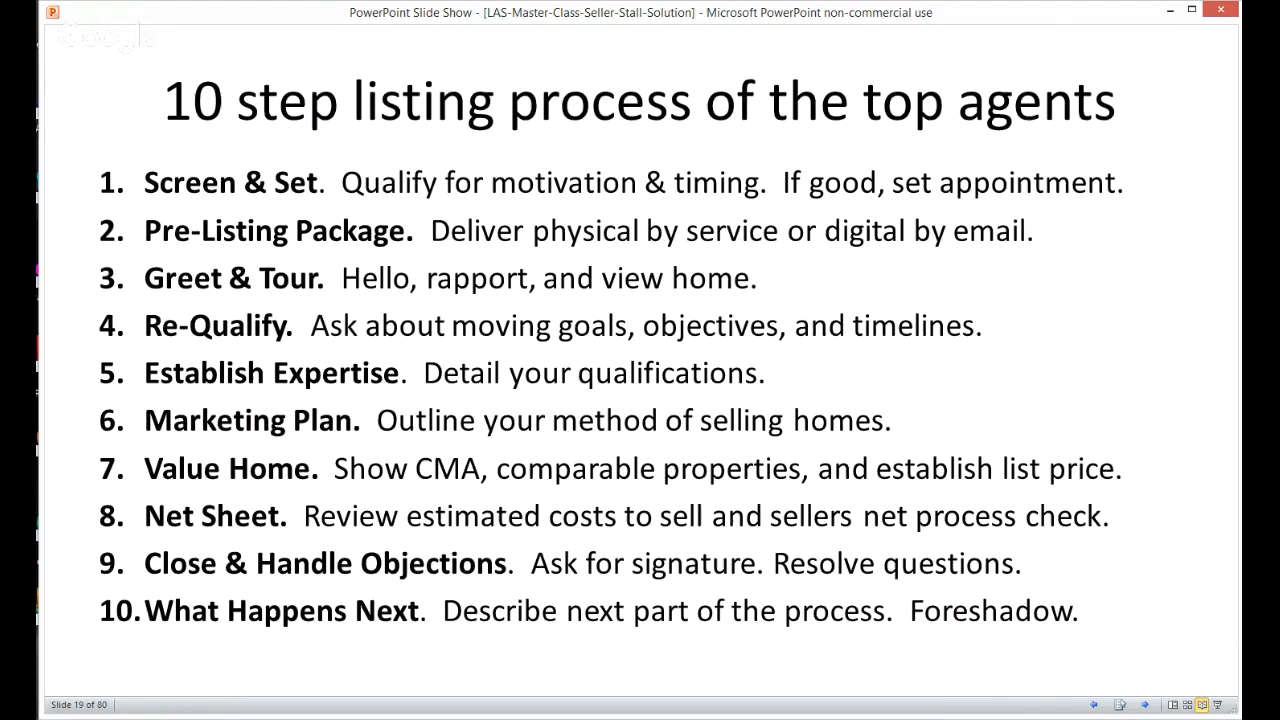 PowerPoint Slide Show - [LAS-Master-Class-Seller-Stall-Solution] - Microsoft PowerPoint non-commercial use
Google
10 step listing process of the top agents
1. Screen & Set. Qualify for motivation & timing. If good, set appointment.
2. Pre-Listing Package. Deliver physical by service or digital by email.
3. Greet & Tour. Hello, rapport, and view home.
4. Re-Qualify. Ask about moving goals, objectives, and timelines.
5. Establish Expertise. Detail your qualifications.
6. Marketing Plan. Outline your method of selling homes.
7. Value Home. Show CMA, comparable properties, and establish list price.
8. Net Sheet. Review estimated costs to sell and sellers net process check.
9. Close & Handle Objections. Ask for signature. Resolve questions.
10. What Happens Next. Describe next part of the process. Foreshadow.
Slide 19 of 80